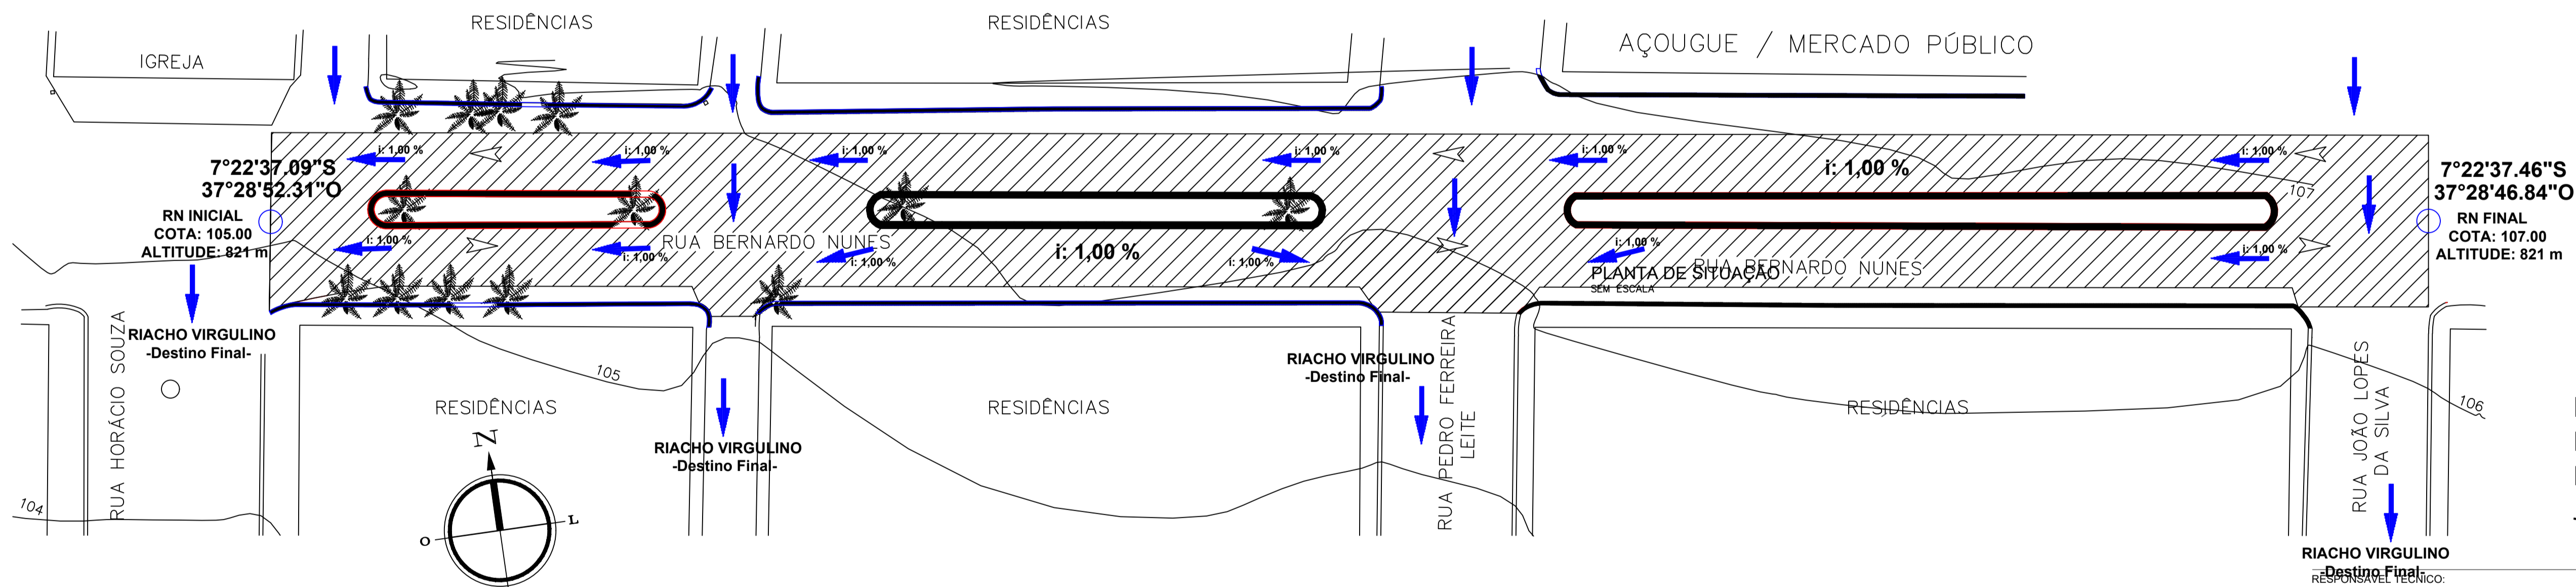 RESIDÊNCIAS
RESIDÊNCIAS
AÇOUGUE / MERCADO PÚBLICO
IGREJA
i: 1,00 %
i: 1,00 %
i: 1,00 %
i: 1,00 %
i: 1,00 %
i: 1,00 %
i: 1,00 %
7°22'37.09"S
37°28'52.31"O
RN INICIAL
COTA: 105.00
ALTITUDE: 821 m
7°22'37.46"S
37°28'46.84"O
RN FINAL
COTA: 107.00
ALTITUDE: 821 m
107
i: 1,00 %
i: 1,00 %
RUA BERNARDO NUNES
i: 1,00 %
i: 1,00 %
i: 1,00 %
i: 1,00 %
i: 1,00 %
RUA BERNARDO NUNES
PLANTA DE SITUAÇÃO
SEM ESCALA
RIACHO VIRGULINO
-Destino Final-
RUA HORÁCIO SOUZA
105
RESIDÊNCIAS
RIACHO VIRGULINO
-Destino Final-
RESIDÊNCIAS
RIACHO VIRGULINO
-Destino Final-
RUA PEDRO FERREIRA
LEITE
RESIDÊNCIAS
RUA JOÃO LOPES
DA SILVA
106
104
N
O
L
RIACHO VIRGULINO
-Destino Final-
RESPONSÁVEL TÉCNICO: